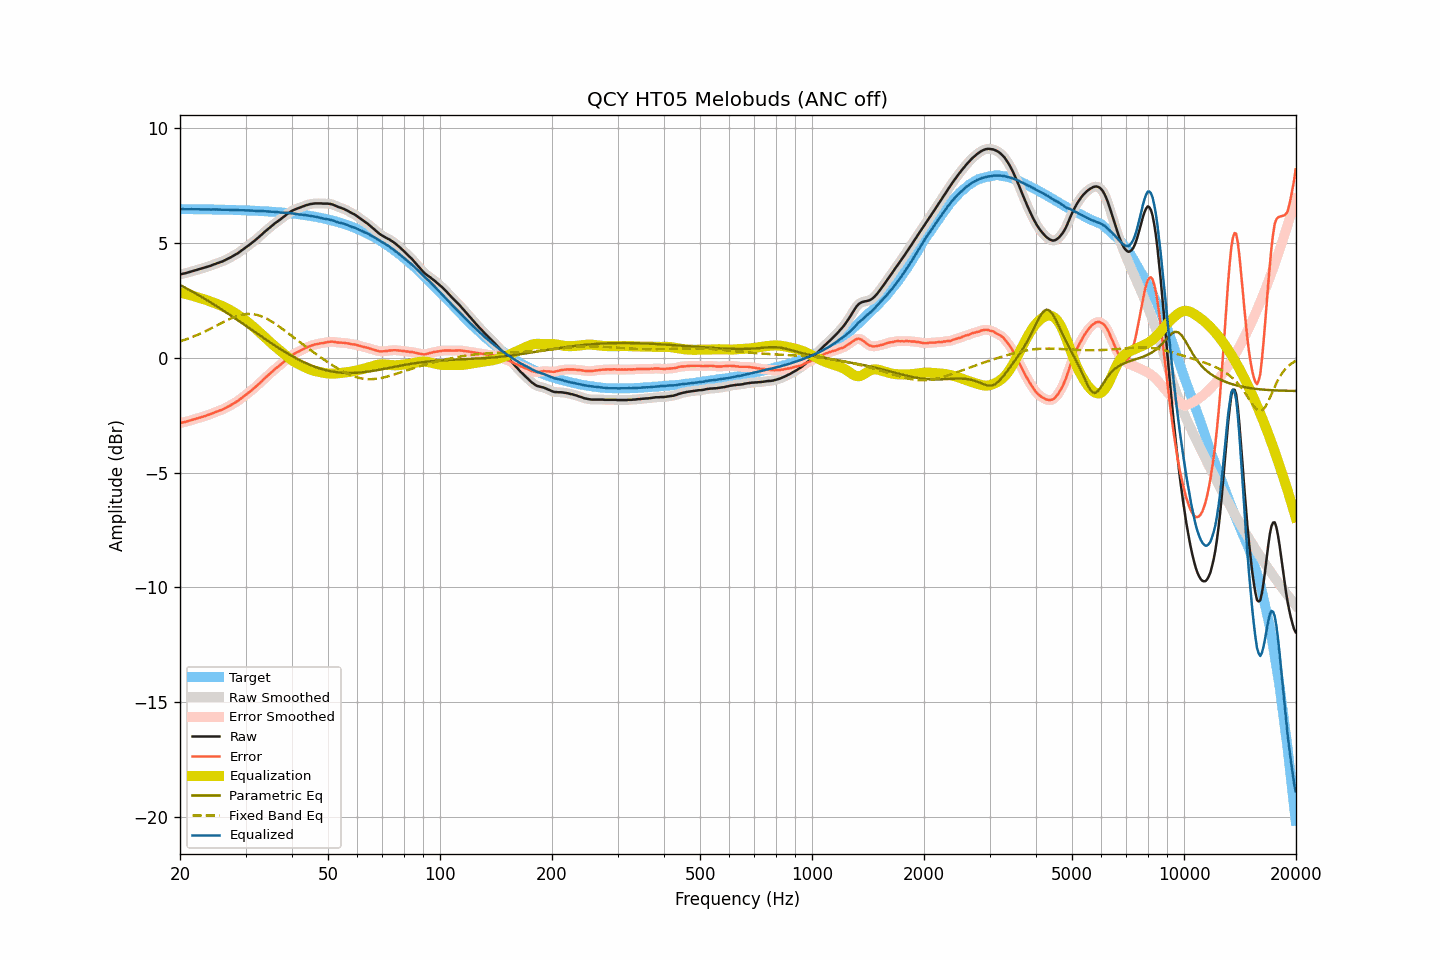 QCY HT05 Melobuds (ANC off)
10
5
0
−5
−10
−15
−20
Amplitude (dBr)
Target
Raw Smoothed
Error Smoothed
Raw
Error
Equalization
Parametric Eq
Fixed Band Eq
Equalized
20 50 100 200 500 1000 2000 5000 10000 20000
Frequency (Hz)